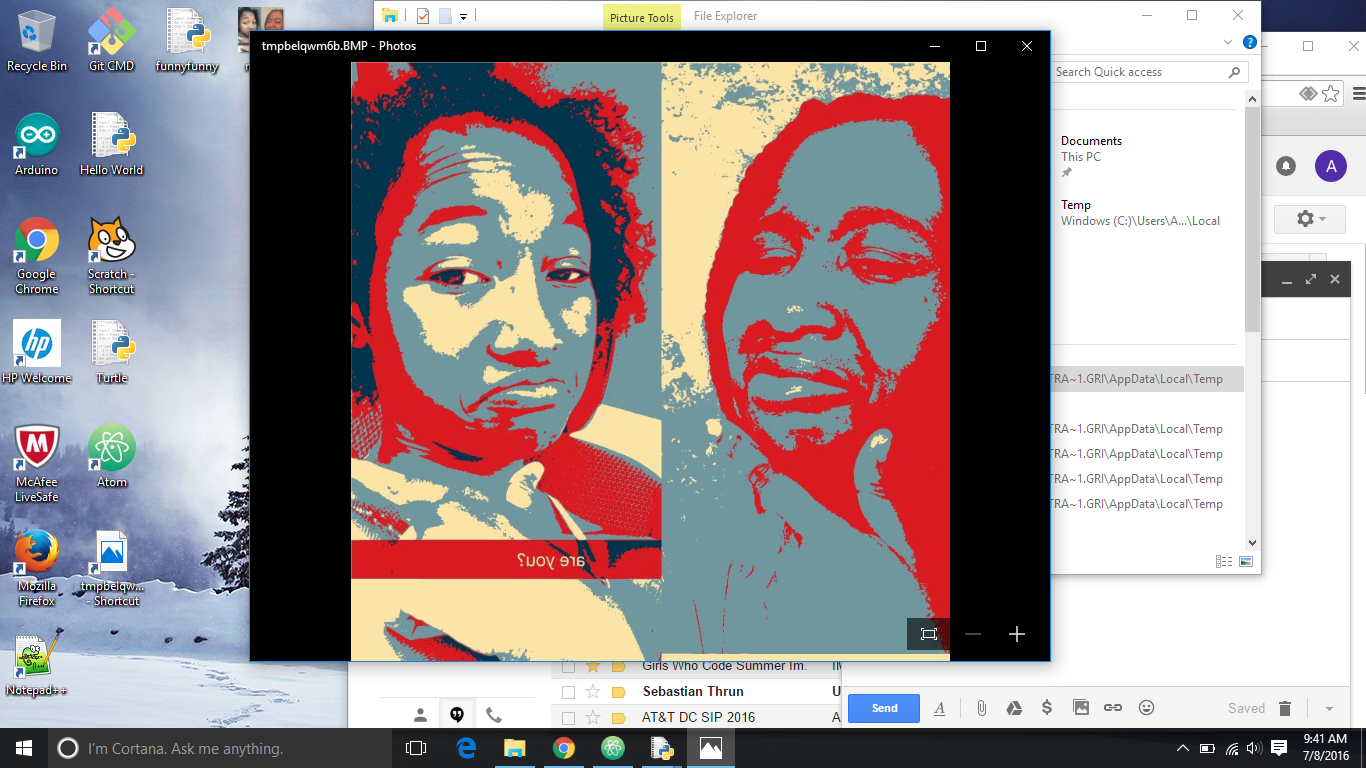 Recycle Bin
Git CMD
funnyfunny
Arduino
Hello World
Google
Chrome
Scratch -
Shortcut
HP Welcome
Turtle
McAfee
LiveSafe
Atom
Mozilla
Firefox
tmpbelqw...
- Shortcut
Notepad++
Picture Tools
File Explorer
tmpbelqwm6b.BMP - Photos
Search Quick access
Documents
This PC
Temp
Windows (C:)\Users\A...\Local
TRA~1.GRI\AppData\Local\Temp
TRA~1.GRI\AppData\Local\Temp
TRA~1.GRI\AppData\Local\Temp
TRA~1.GRI\AppData\Local\Temp
TRA~1.GRI\AppData\Local\Temp
A
are you?
Girls Who Code Summer Im.
Sebastian Thrun
U
AT&T DC SIP 2016
A
Send
Saved
I'm Cortana. Ask me anything.
9:41 AM
7/8/2016